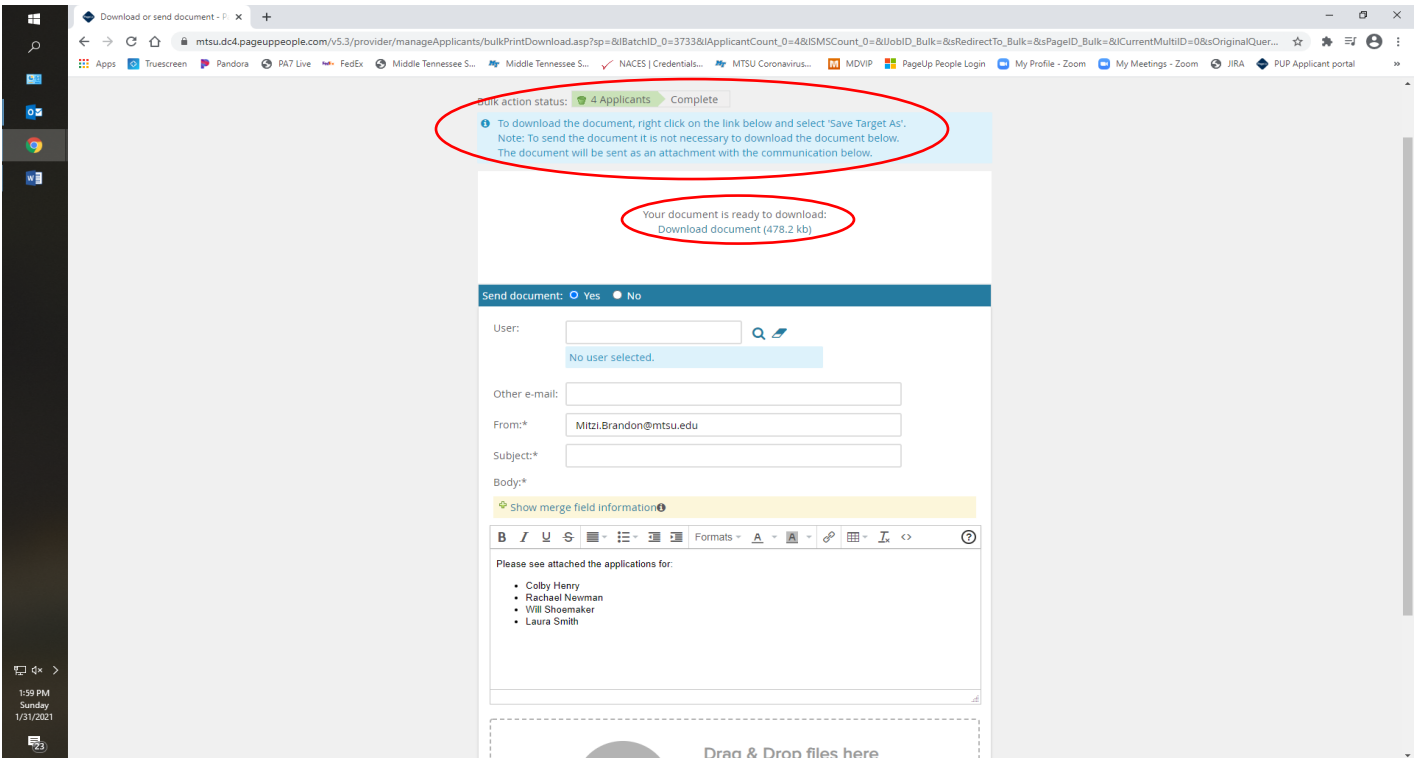 Download or send document - P
mtsu.dc4.pageuppeople.com/v5.3/provider/manageApplicants/bulkPrintDownload.asp?sp=&lBatchID_0=3733&lApplicantCount_0=4&lSMSCount_0=&lJobID_Bulk=&sRedirectTo_Bulk=&sPageID_Bulk=&lCurrentMultiID=0&sOriginalQuer...
Apps Truescreen Pandora PA7 Live FedEx Middle Tennessee S... Middle Tennessee S... NACES | Credentials... MTSU Coronavirus... MDVIP PageUp People Login My Profile - Zoom My Meetings - Zoom JIRA PUP Applicant portal »
Bulk action status: 4 Applicants Complete
To download the document, right click on the link below and select 'Save Target As'.
Note: To send the document it is not necessary to download the document below.
The document will be sent as an attachment with the communication below.
Your document is ready to download:
Download document (478.2 kb)
Send document: Yes No
User:
No user selected.
Other e-mail:
From:* Mitzi.Brandon@mtsu.edu
Subject:*
Body:*
Show merge field information
B I U S Formats A A Tx <> ?
Please see attached the applications for:
• Colby Henry
• Rachael Newman
• Will Shoemaker
• Laura Smith
Drag & Drop files here
1:59 PM
Sunday
1/31/2021
23